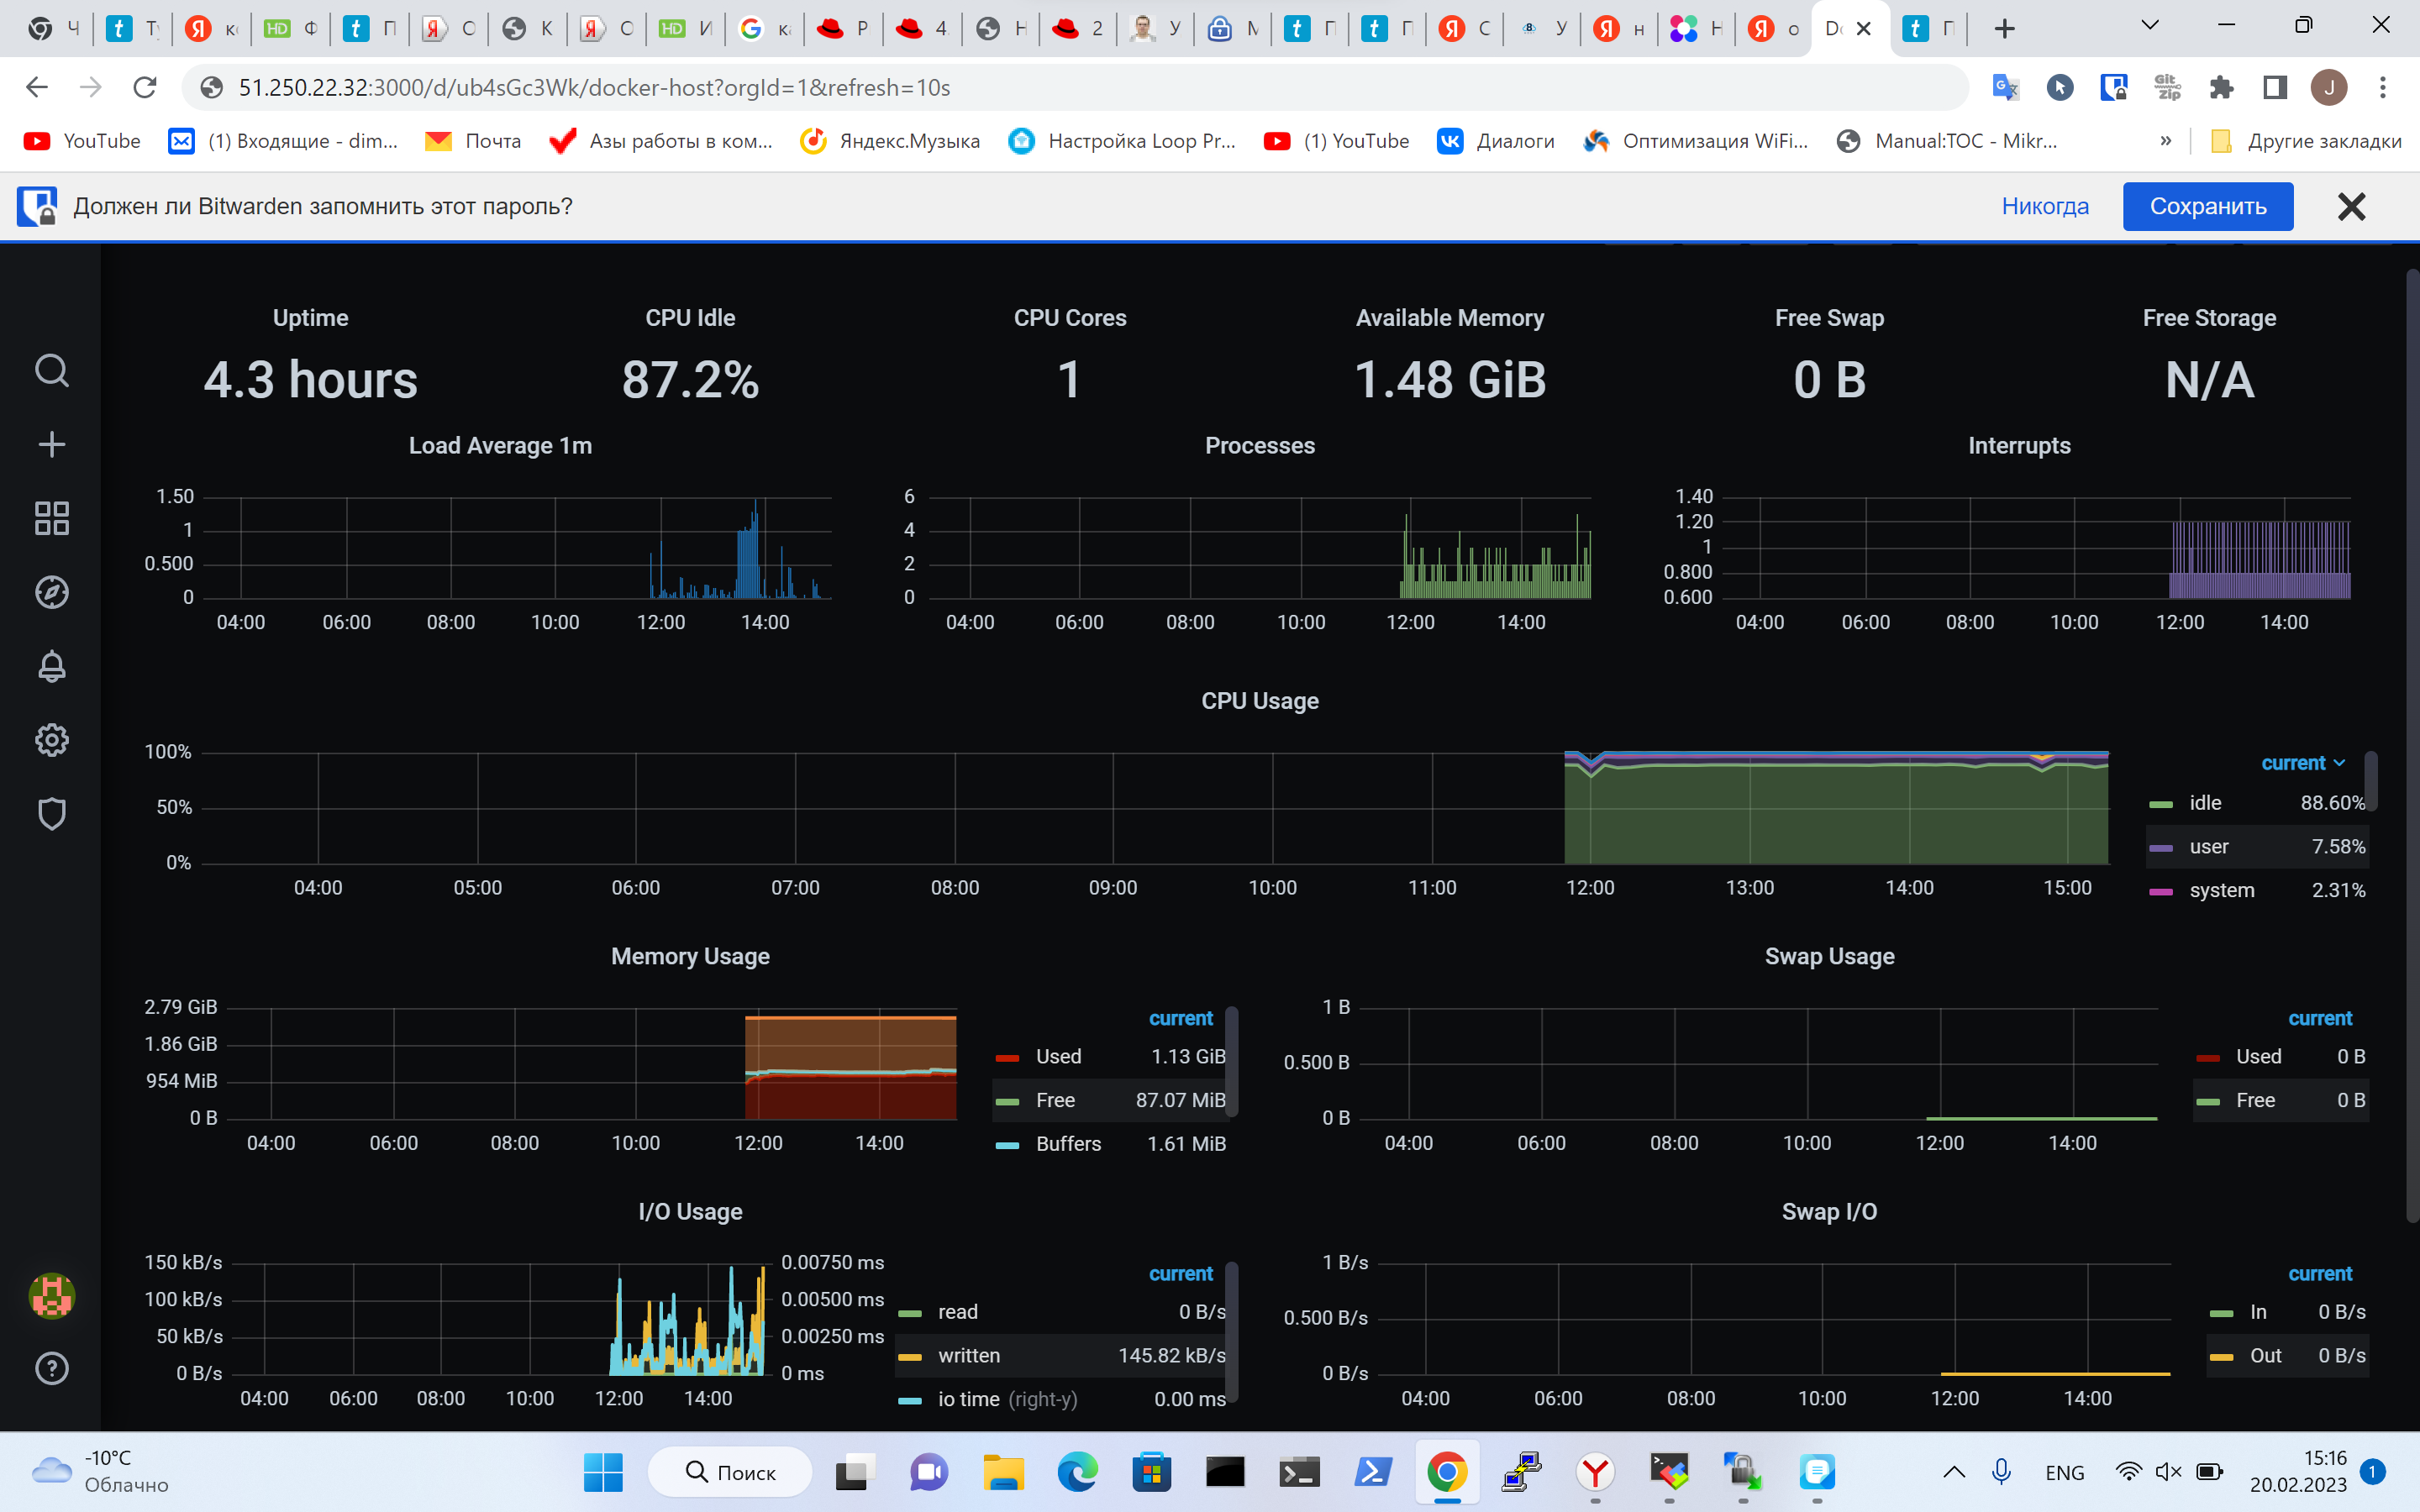 Ч Т к HD Ф П О К О HD И к Р 4 Н 2 У М П П С У н Н о D П
51.250.22.32:3000/d/ub4sGc3Wk/docker-host?orgId=1&refresh=10s
Git Zip J
YouTube (1) Входящие - dim... Почта Азы работы в ком... Яндекс.Музыка Настройка Loop Pr... (1) YouTube Диалоги Оптимизация WiFi... Manual:TOC - Mikr... » Другие закладки
Должен ли Bitwarden запомнить этот пароль? Никогда Сохранить
Uptime CPU Idle CPU Cores Available Memory Free Swap Free Storage
4.3 hours 87.2% 1 1.48 GiB 0 B N/A
Load Average 1m
1.50
1
0.500
0
04:00 06:00 08:00 10:00 12:00 14:00
Processes
6
4
2
0
04:00 06:00 08:00 10:00 12:00 14:00
Interrupts
1.40
1.20
1
0.800
0.600
04:00 06:00 08:00 10:00 12:00 14:00
CPU Usage
100%
50%
0%
04:00 05:00 06:00 07:00 08:00 09:00 10:00 11:00 12:00 13:00 14:00 15:00
current
idle 88.60%
user 7.58%
system 2.31%
Memory Usage
2.79 GiB
1.86 GiB
954 MiB
0 B
04:00 06:00 08:00 10:00 12:00 14:00
current
Used 1.13 GiB
Free 87.07 MiB
Buffers 1.61 MiB
Swap Usage
1 B
0.500 B
0 B
04:00 06:00 08:00 10:00 12:00 14:00
current
Used 0 B
Free 0 B
I/O Usage
150 kB/s 0.00750 ms
100 kB/s 0.00500 ms
50 kB/s 0.00250 ms
0 B/s 0 ms
04:00 06:00 08:00 10:00 12:00 14:00
current
read 0 B/s
written 145.82 kB/s
io time (right-y) 0.00 ms
Swap I/O
1 B/s
0.500 B/s
0 B/s
04:00 06:00 08:00 10:00 12:00 14:00
current
In 0 B/s
Out 0 B/s
-10°C
Облачно
Поиск
ENG
15:16
20.02.2023
1